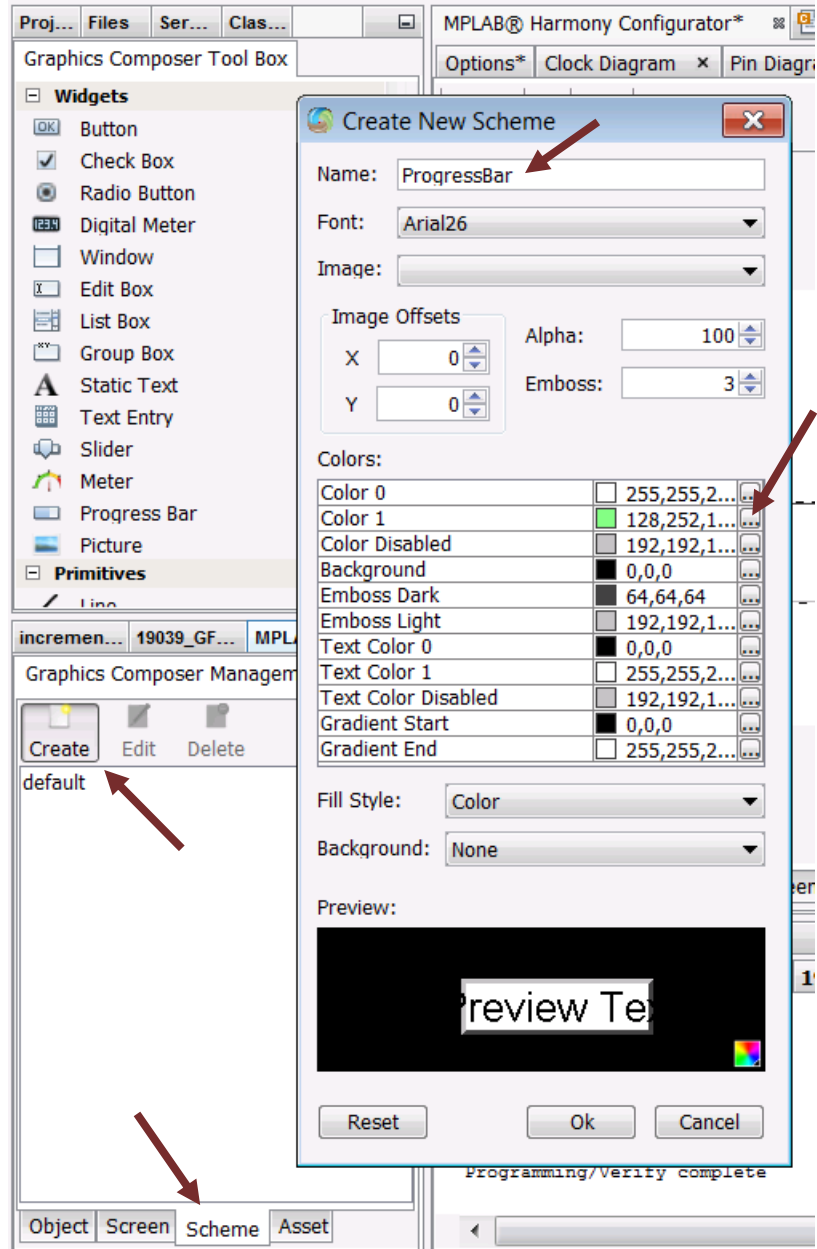 Proj... Files Ser... Clas...
MPLAB® Harmony Configurator*
Graphics Composer Tool Box
Options* Clock Diagram × Pin Diagra
Widgets
OK Button
Check Box
Radio Button
Digital Meter
Window
Edit Box
List Box
Group Box
Static Text
Text Entry
Slider
Meter
Progress Bar
Picture
Primitives
Line
Create New Scheme
Name: ProgressBar
Font: Arial26
Image:
Image Offsets
X 0
Y 0
Alpha: 100
Emboss: 3
Colors:
Color 0 255,255,2... ...
Color 1 128,252,1... ...
Color Disabled 192,192,1... ...
Background 0,0,0 ...
Emboss Dark 64,64,64 ...
Emboss Light 192,192,1... ...
Text Color 0 0,0,0 ...
Text Color 1 255,255,2... ...
Text Color Disabled 192,192,1... ...
Gradient Start 0,0,0 ...
Gradient End 255,255,2... ...
Fill Style: Color
Background: None
Preview:
Preview Te
Reset Ok Cancel
incremen... 19039_GF... MPLA
Graphics Composer Managem
Create Edit Delete
default
Object Screen Scheme Asset
Programming/Verify complete